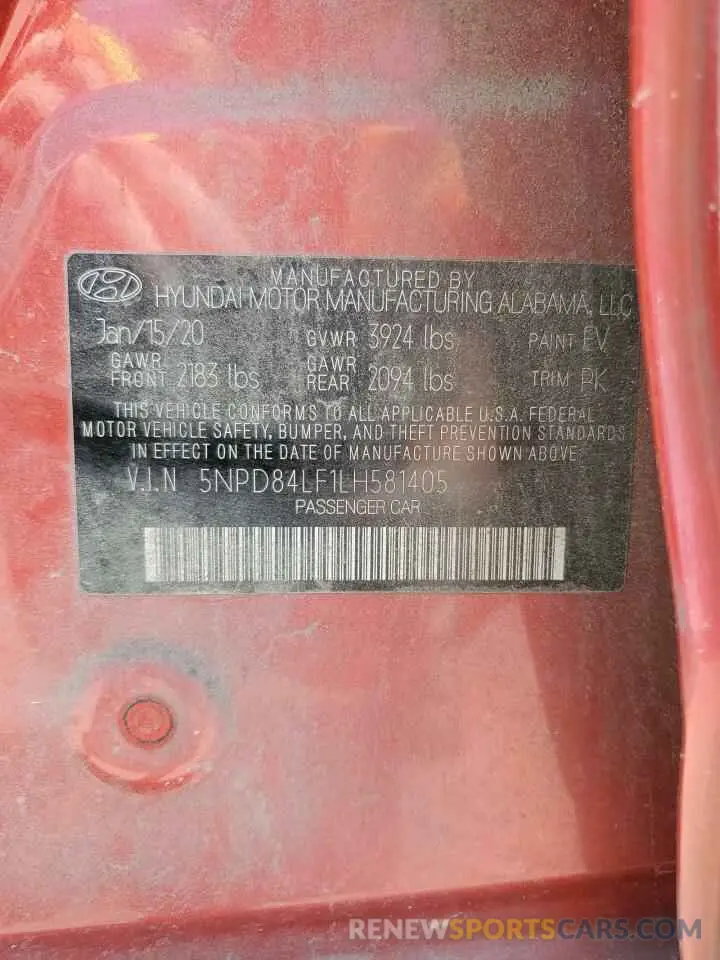 MANUFACTURED BY
HYUNDAI MOTOR MANUFACTURING ALABAMA, LLC
Jan/15/20 GVWR 3924 lbs PAINT EV
GAWR FRONT 2183 lbs GAWR REAR 2094 lbs TRIM PK
THIS VEHICLE CONFORMS TO ALL APPLICABLE U.S.A. FEDERAL
MOTOR VEHICLE SAFETY, BUMPER, AND THEFT PREVENTION STANDARDS
IN EFFECT ON THE DATE OF MANUFACTURE SHOWN ABOVE.
V.I.N 5NPD84LF1LH581405
PASSENGER CAR
RENEWSPORTSCARS.COM